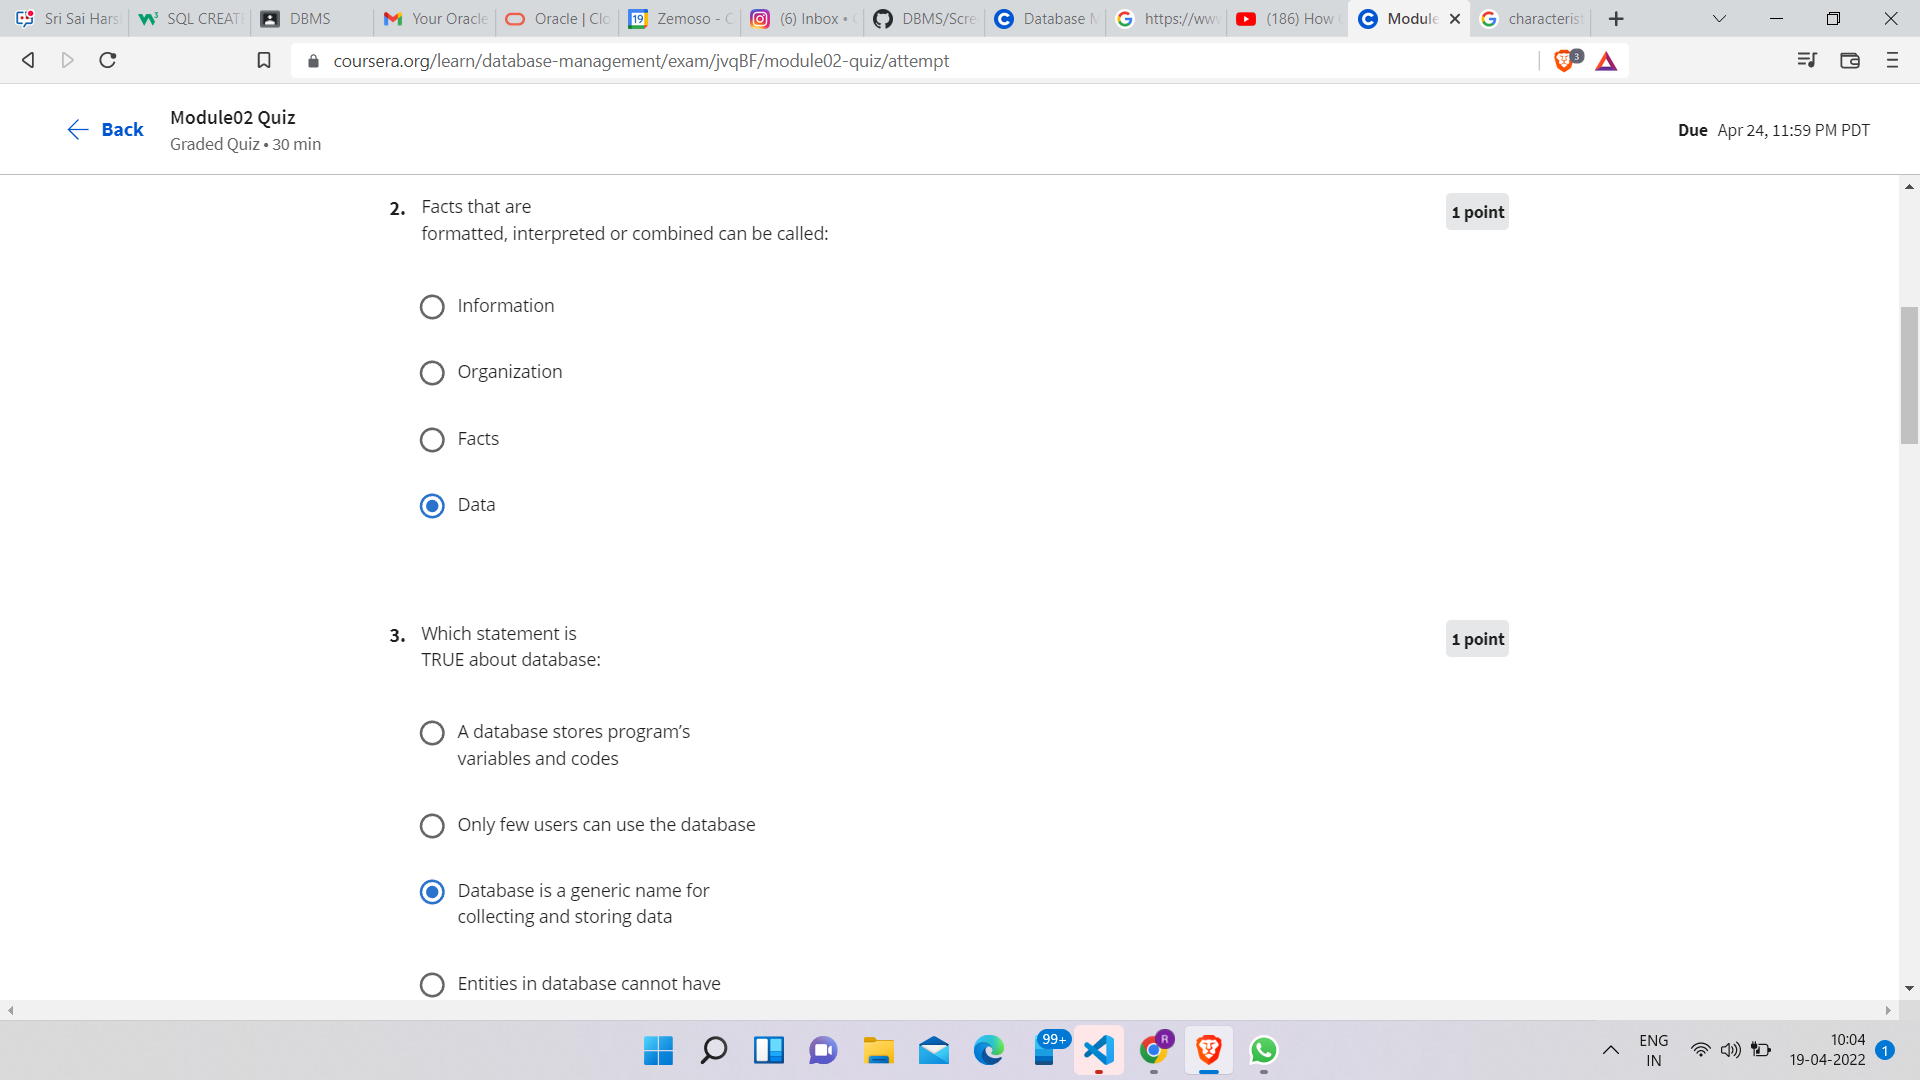 Sri Sai Hars
SQL CREATE
DBMS
Your Oracle
Oracle | Clo
19
Zemoso - C
(6) Inbox •
DBMS/Scre
Database M
https://www
(186) How
Module
characterist
coursera.org/learn/database-management/exam/jvqBF/module02-quiz/attempt
3
Back
Module02 Quiz
Graded Quiz • 30 min
Due Apr 24, 11:59 PM PDT
2. Facts that are
formatted, interpreted or combined can be called:
1 point
Information
Organization
Facts
Data
3. Which statement is
TRUE about database:
1 point
A database stores program’s
variables and codes
Only few users can use the database
Database is a generic name for
collecting and storing data
Entities in database cannot have
99+
R
ENG
IN
10:04
19-04-2022
1